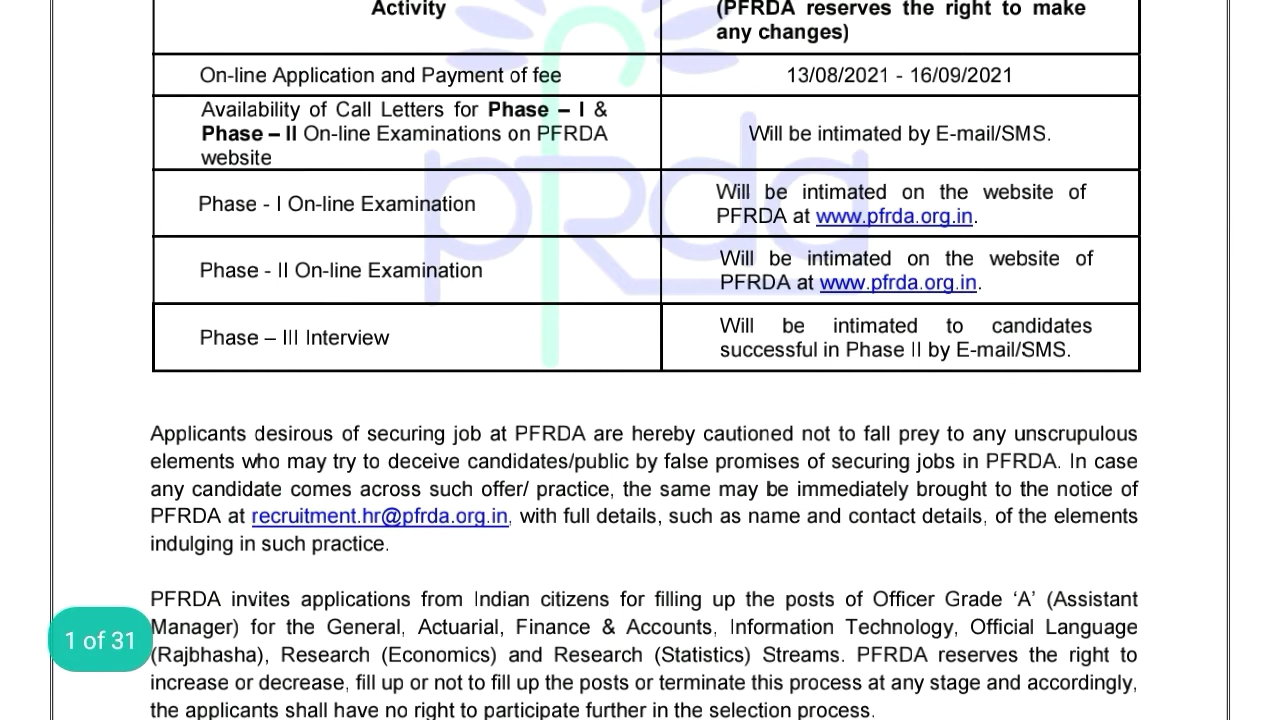 Activity
(PFRDA reserves the right to make
any changes)
On-line Application and Payment of fee
13/08/2021 - 16/09/2021
Availability of Call Letters for Phase – I &
Phase – II On-line Examinations on PFRDA
website
Will be intimated by E-mail/SMS.
Phase - I On-line Examination
Will be intimated on the website of
PFRDA at www.pfrda.org.in.
Phase - II On-line Examination
Will be intimated on the website of
PFRDA at www.pfrda.org.in.
Phase – III Interview
Will be intimated to candidates
successful in Phase II by E-mail/SMS.
pfRda
Applicants desirous of securing job at PFRDA are hereby cautioned not to fall prey to any unscrupulous
elements who may try to deceive candidates/public by false promises of securing jobs in PFRDA. In case
any candidate comes across such offer/ practice, the same may be immediately brought to the notice of
PFRDA at recruitment.hr@pfrda.org.in, with full details, such as name and contact details, of the elements
indulging in such practice.
PFRDA invites applications from Indian citizens for filling up the posts of Officer Grade ‘A’ (Assistant
Manager) for the General, Actuarial, Finance & Accounts, Information Technology, Official Language
(Rajbhasha), Research (Economics) and Research (Statistics) Streams. PFRDA reserves the right to
increase or decrease, fill up or not to fill up the posts or terminate this process at any stage and accordingly,
the applicants shall have no right to participate further in the selection process.
1 of 31